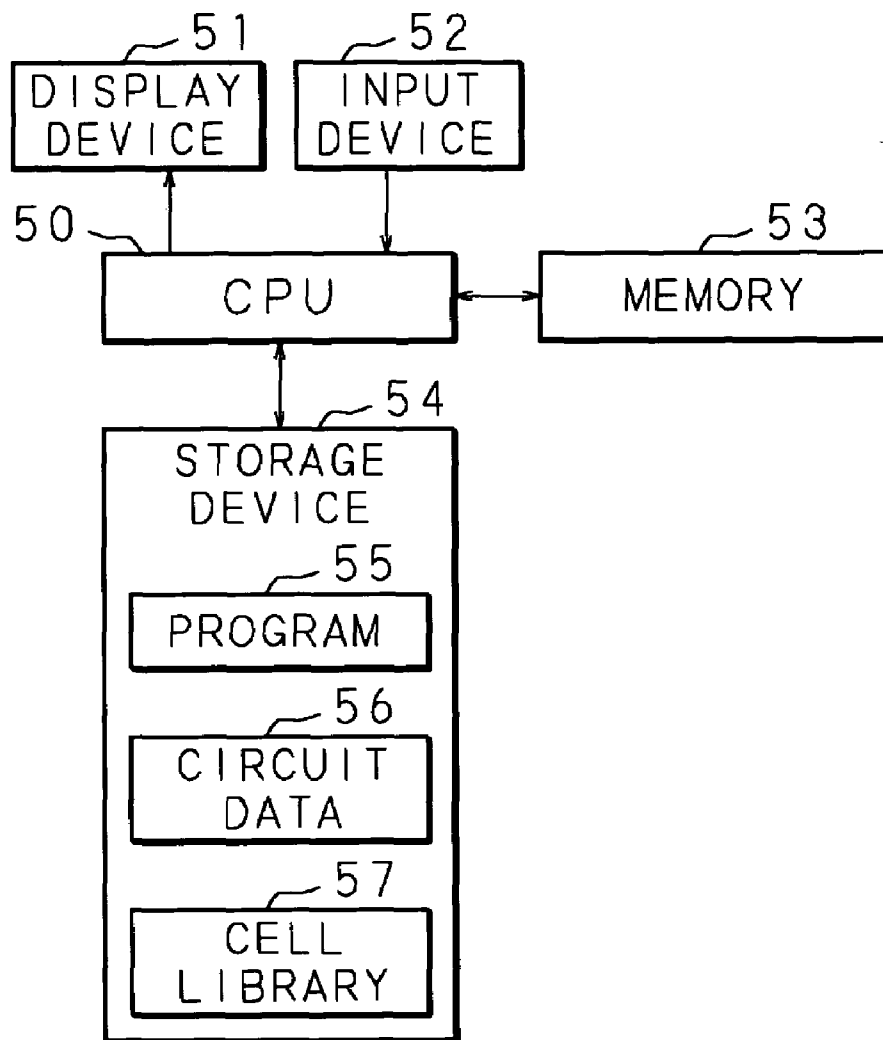 51
DISPLAY
DEVICE
52
INPUT
DEVICE
50
CPU
53
MEMORY
54
STORAGE
DEVICE
55
PROGRAM
56
CIRCUIT
DATA
57
CELL
LIBRARY